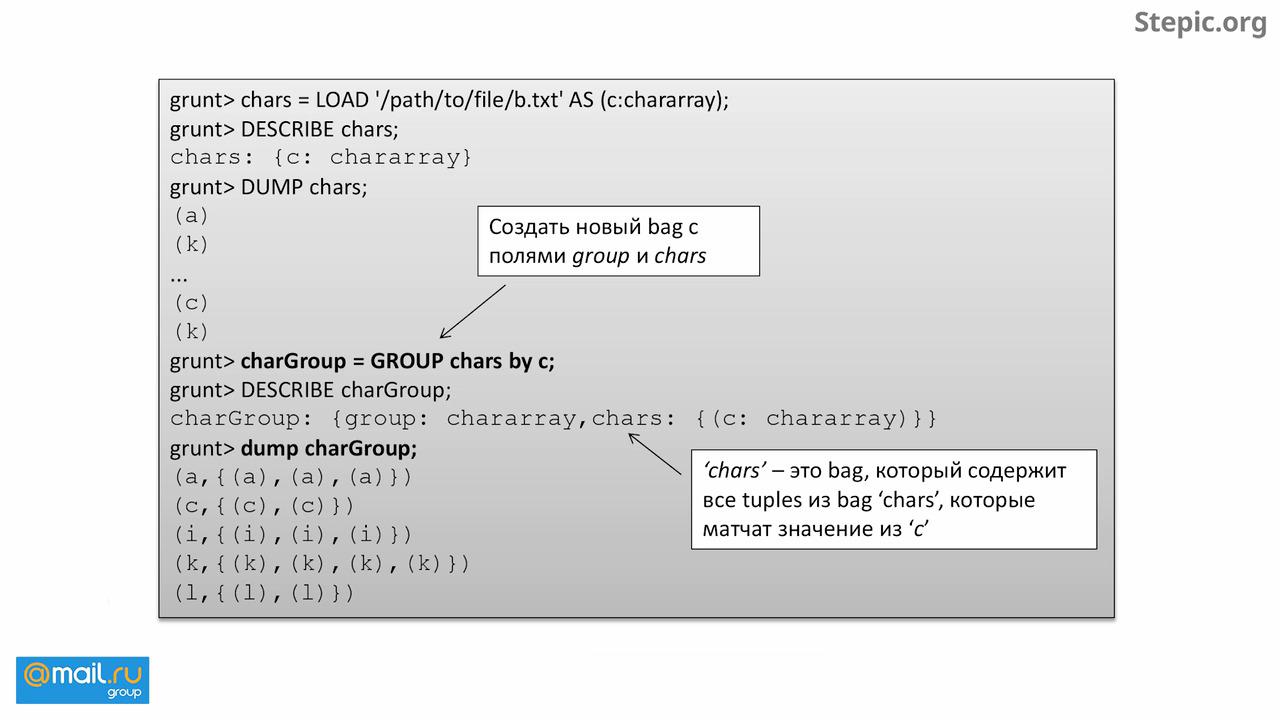 Stepic.org
grunt> chars = LOAD '/path/to/file/b.txt' AS (c:chararray);
grunt> DESCRIBE chars;
chars: {c: chararray}
grunt> DUMP chars;
(a)
(k)
...
(c)
(k)
Создать новый bag с
полями group и chars
grunt> charGroup = GROUP chars by c;
grunt> DESCRIBE charGroup;
charGroup: {group: chararray,chars: {(c: chararray)}}
grunt> dump charGroup;
(a,{(a),(a),(a)})
(c,{(c),(c)})
(i,{(i),(i),(i)})
(k,{(k),(k),(k),(k)})
(l,{(l),(l)})
‘chars’ – это bag, который содержит
все tuples из bag ‘chars’, которые
матчат значение из ‘c’
@mail.ru
group